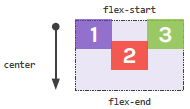 flex-start
1 3
2
center
flex-end